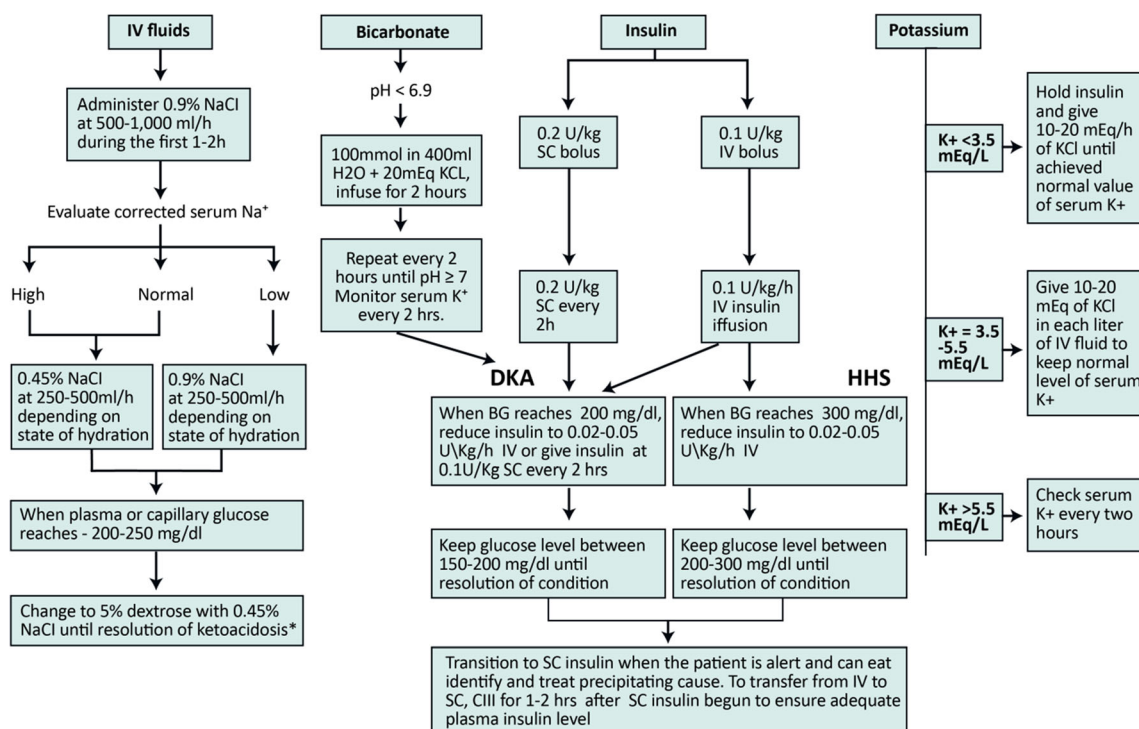 IV fluids
Administer 0.9% NaCl
at 500-1,000 ml/h
during the first 1-2h
Evaluate corrected serum Na⁺
High
Normal
Low
0.45% NaCl
at 250-500ml/h
depending on
state of hydration
0.9% NaCl
at 250-500ml/h
depending on
state of hydration
When plasma or capillary glucose
reaches - 200-250 mg/dl
Change to 5% dextrose with 0.45%
NaCl until resolution of ketoacidosis*
Bicarbonate
pH < 6.9
100mmol in 400ml
H2O + 20mEq KCL,
infuse for 2 hours
Repeat every 2
hours until pH ≥ 7
Monitor serum K⁺
every 2 hrs.
Insulin
0.2 U/kg
SC bolus
0.1 U/kg
IV bolus
0.2 U/kg
SC every
2h
0.1 U/kg/h
IV insulin
iffusion
DKA
HHS
When BG reaches 200 mg/dl,
reduce insulin to 0.02-0.05
U\Kg/h IV or give insulin at
0.1U/Kg SC every 2 hrs
When BG reaches 300 mg/dl,
reduce insulin to 0.02-0.05
U\Kg/h IV
Keep glucose level between
150-200 mg/dl until
resolution of condition
Keep glucose level between
200-300 mg/dl until
resolution of condition
Transition to SC insulin when the patient is alert and can eat
identify and treat precipitating cause. To transfer from IV to
SC, CIII for 1-2 hrs after SC insulin begun to ensure adequate
plasma insulin level
Potassium
K+ <3.5
mEq/L
Hold insulin
and give
10-20 mEq/h
of KCl until
achieved
normal value
of serum K+
K+ = 3.5
-5.5
mEq/L
Give 10-20
mEq of KCl
in each liter
of IV fluid to
keep normal
level of serum
K+
K+ >5.5
mEq/L
Check serum
K+ every two
hours